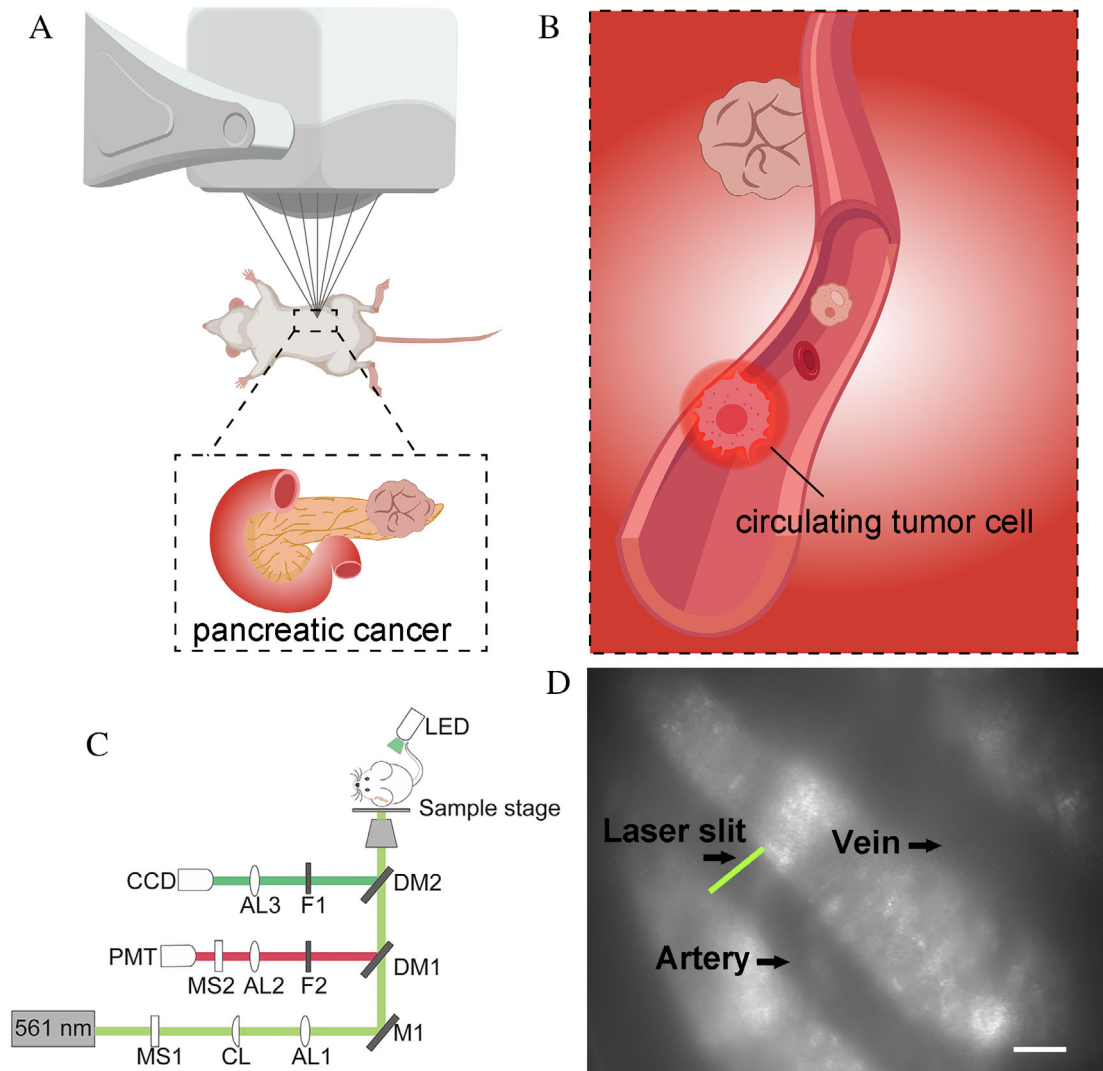 A
B
pancreatic cancer
circulating tumor cell
C
LED
Sample stage
CCD
AL3
F1
DM2
PMT
MS2
AL2
F2
DM1
561 nm
MS1
CL
AL1
M1
D
Laser slit
Vein
Artery